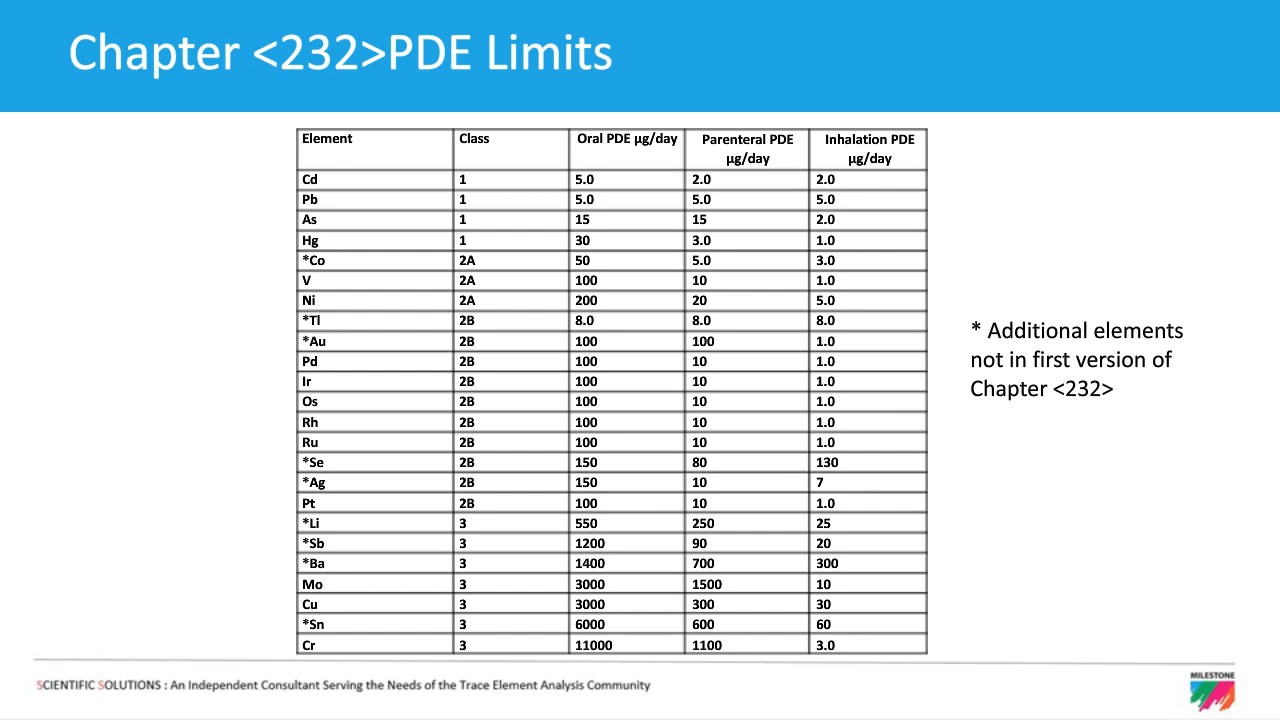 Chapter <232>PDE Limits
Element Class Oral PDE µg/day Parenteral PDE µg/day Inhalation PDE µg/day
Cd 1 5.0 2.0 2.0
Pb 1 5.0 5.0 5.0
As 1 15 15 2.0
Hg 1 30 3.0 1.0
*Co 2A 50 5.0 3.0
V 2A 100 10 1.0
Ni 2A 200 20 5.0
*Tl 2B 8.0 8.0 8.0
*Au 2B 100 100 1.0
Pd 2B 100 10 1.0
Ir 2B 100 10 1.0
Os 2B 100 10 1.0
Rh 2B 100 10 1.0
Ru 2B 100 10 1.0
*Se 2B 150 80 130
*Ag 2B 150 10 7
Pt 2B 100 10 1.0
*Li 3 550 250 25
*Sb 3 1200 90 20
*Ba 3 1400 700 300
Mo 3 3000 1500 10
Cu 3 3000 300 30
*Sn 3 6000 600 60
Cr 3 11000 1100 3.0
* Additional elements
not in first version of
Chapter <232>
SCIENTIFIC SOLUTIONS : An Independent Consultant Serving the Needs of the Trace Element Analysis Community
MILESTONE